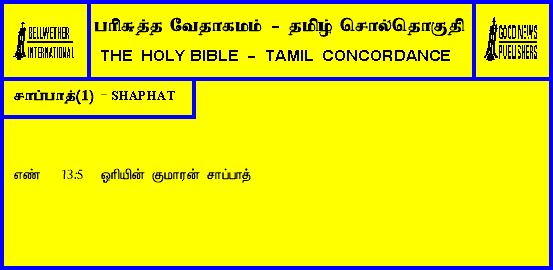 BELLWETHER
INTERNATIONAL
பரிசுத்த வேதாகமம் - தமிழ் சொல்தொகுதி
THE HOLY BIBLE - TAMIL CONCORDANCE
GOOD NEWS
PUBLISHERS
சாப்பாத்(1) - SHAPHAT
எண் 13:5 ஓரியின் குமாரன் சாப்பாத்